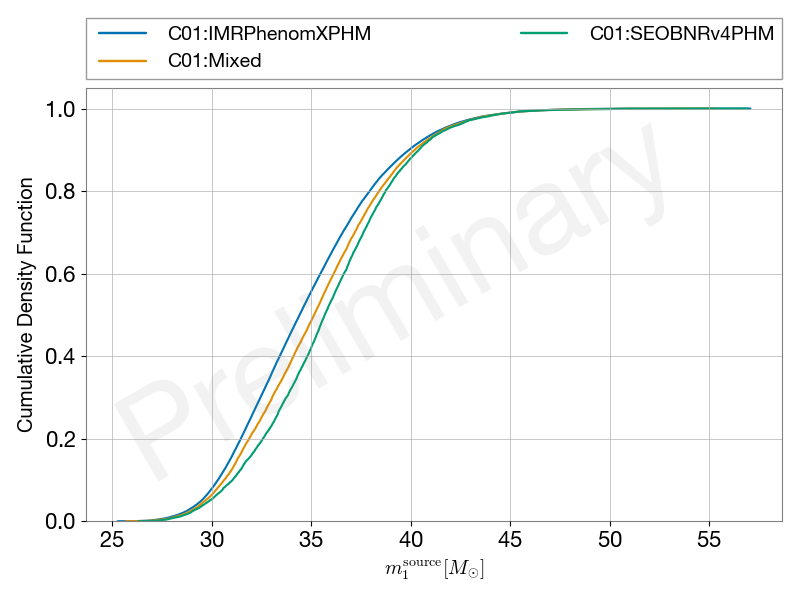 C01:IMRPhenomXPHM
C01:Mixed
C01:SEOBNRv4PHM
Preliminary
Cumulative Density Function
1.0
0.8
0.6
0.4
0.2
0.0
25 30 35 40 45 50 55
m₁^source [M_⊙]